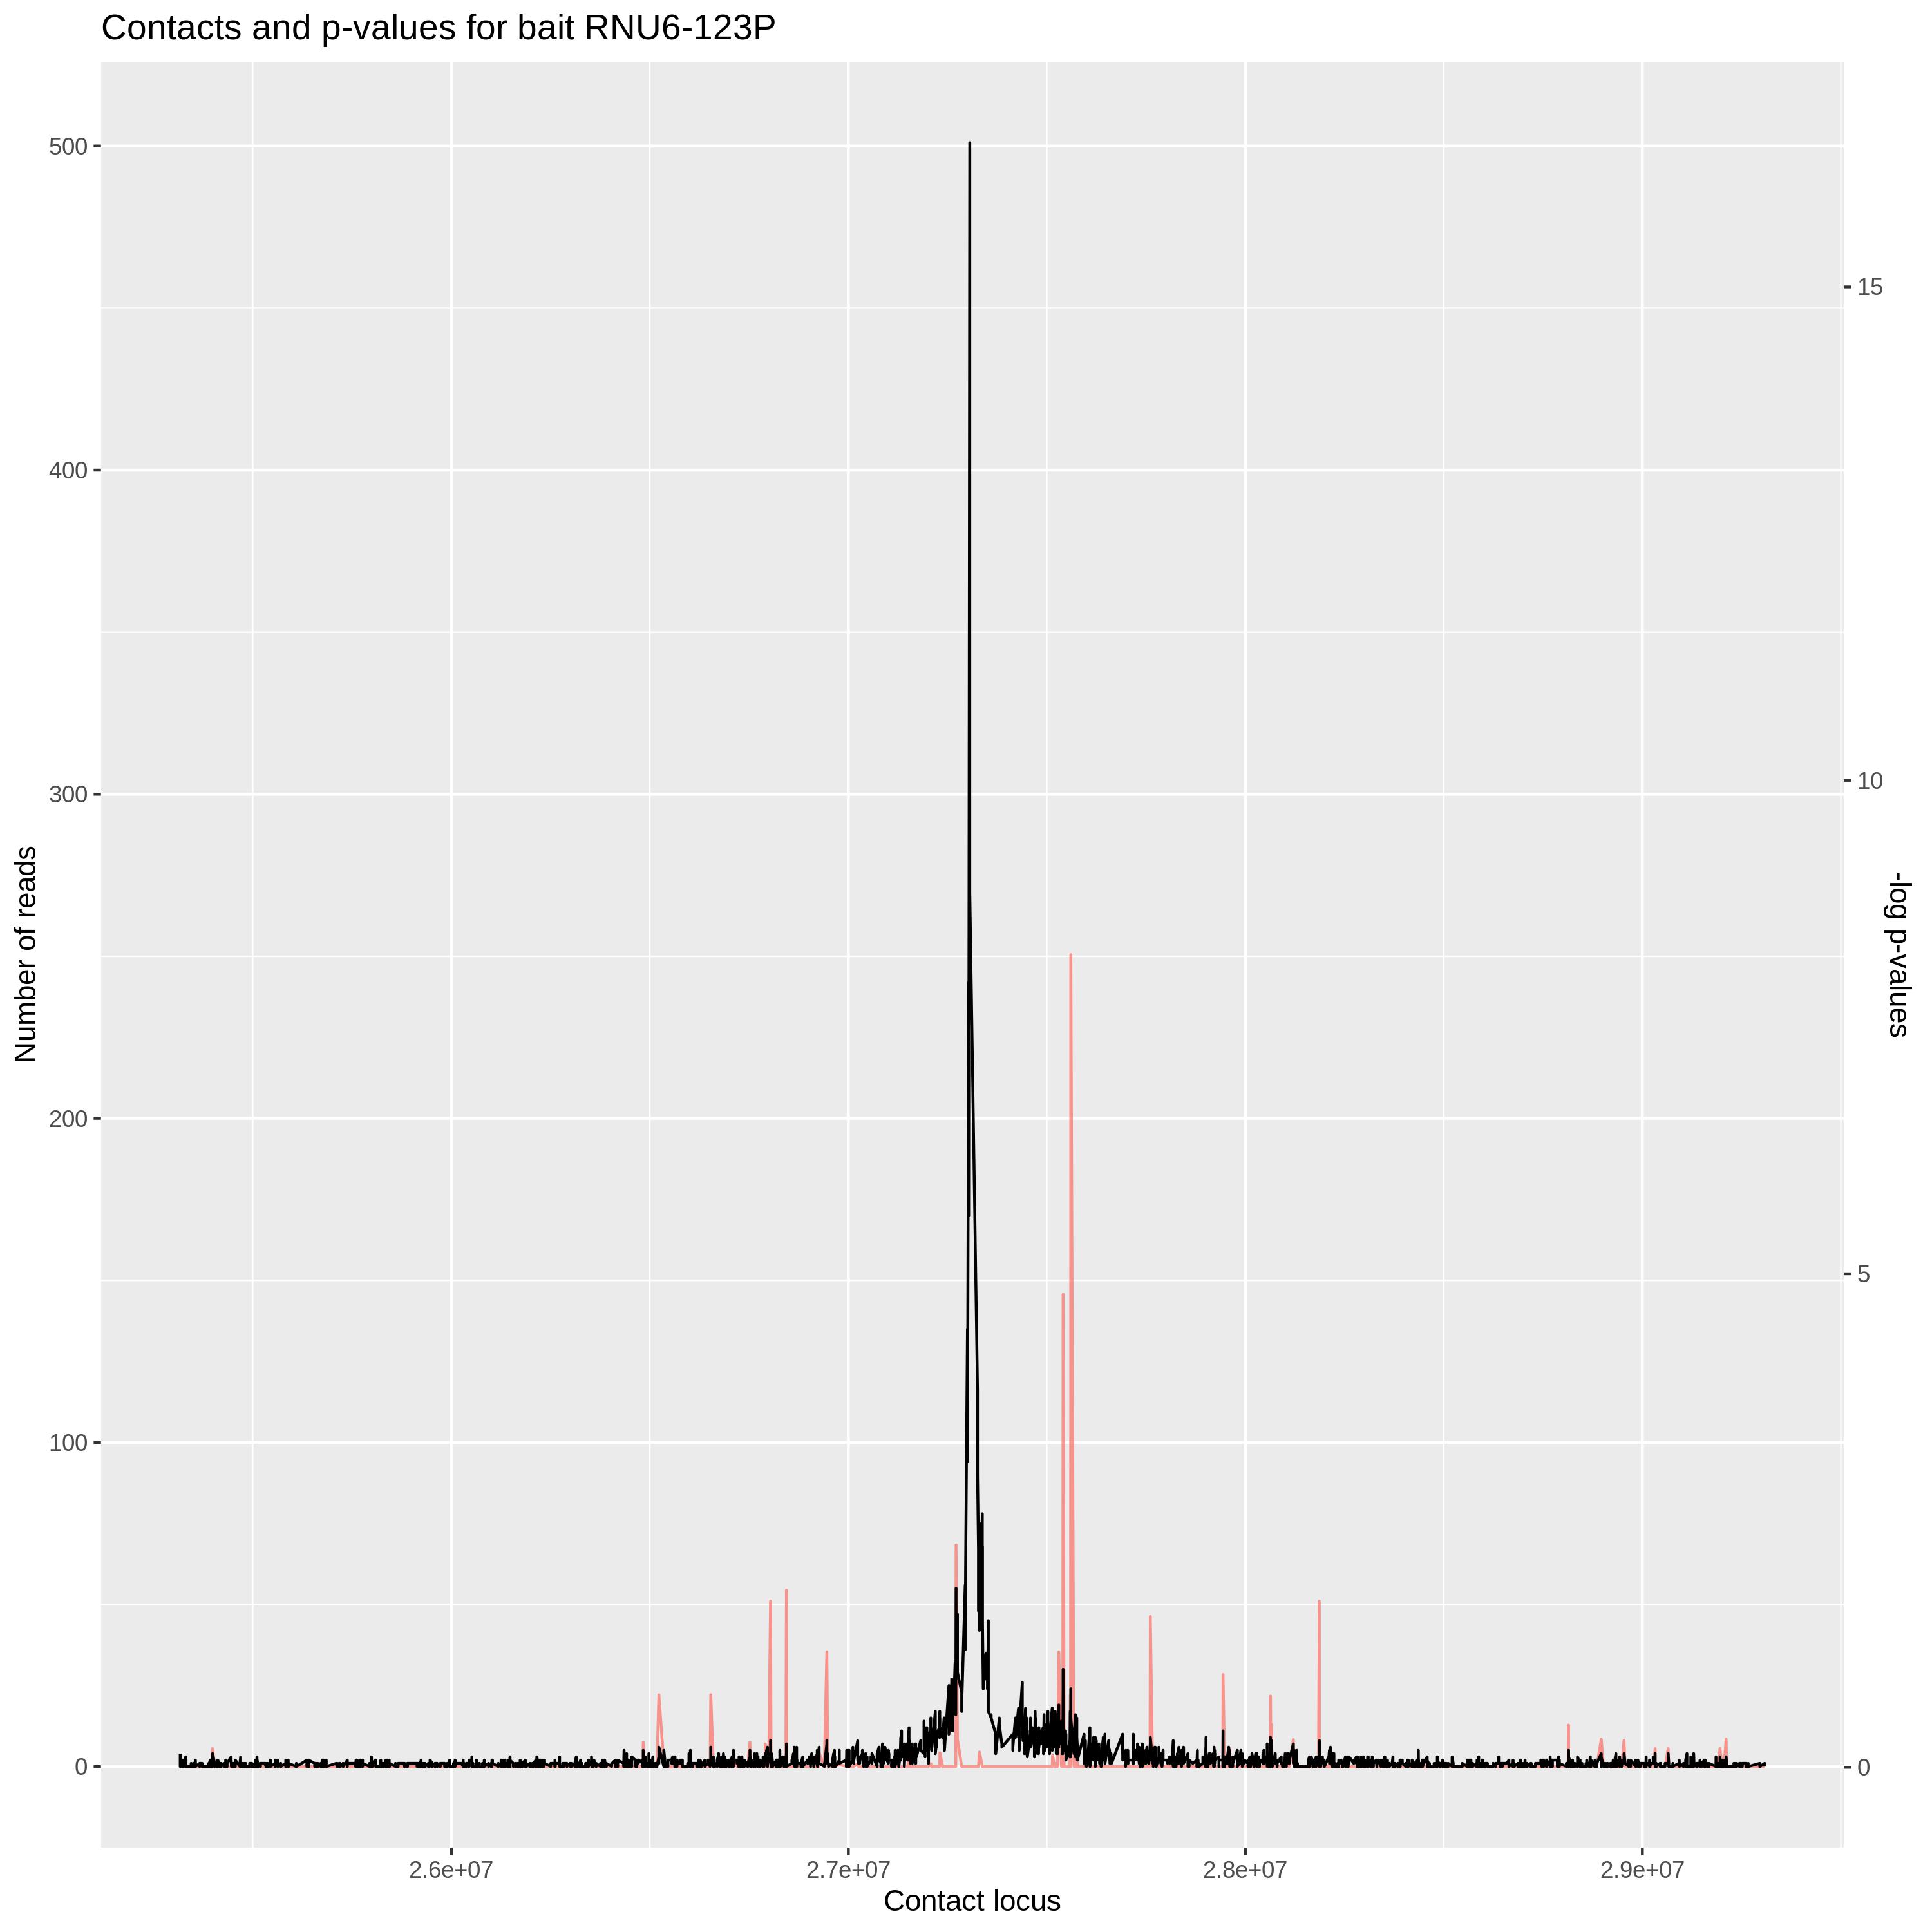 Contacts and p-values for bait RNU6-123P
500
400
300
200
100
0
Number of reads
15
10
5
0
-log p-values
2.6e+07
2.7e+07
2.8e+07
2.9e+07
Contact locus